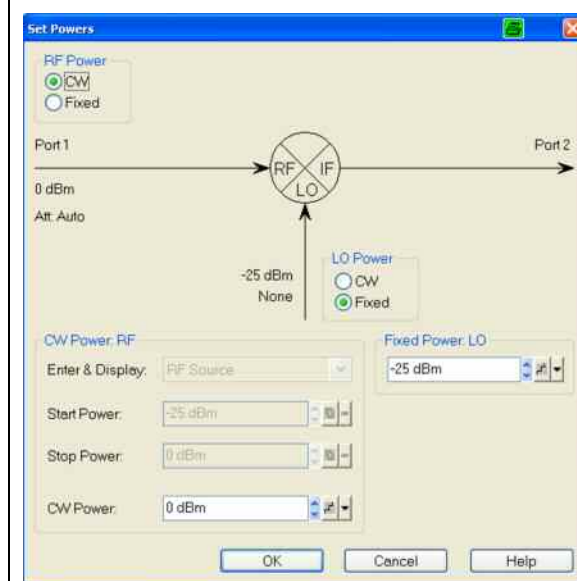 Set Powers
RF Power
CW
Fixed
Port 1
Port 2
RF
IF
LO
0 dBm
Att: Auto
-25 dBm
None
LO Power
CW
Fixed
CW Power: RF
Enter & Display:
RF Source
Start Power:
-25 dBm
Stop Power:
0 dBm
CW Power:
0 dBm
Fixed Power: LO
-25 dBm
OK
Cancel
Help